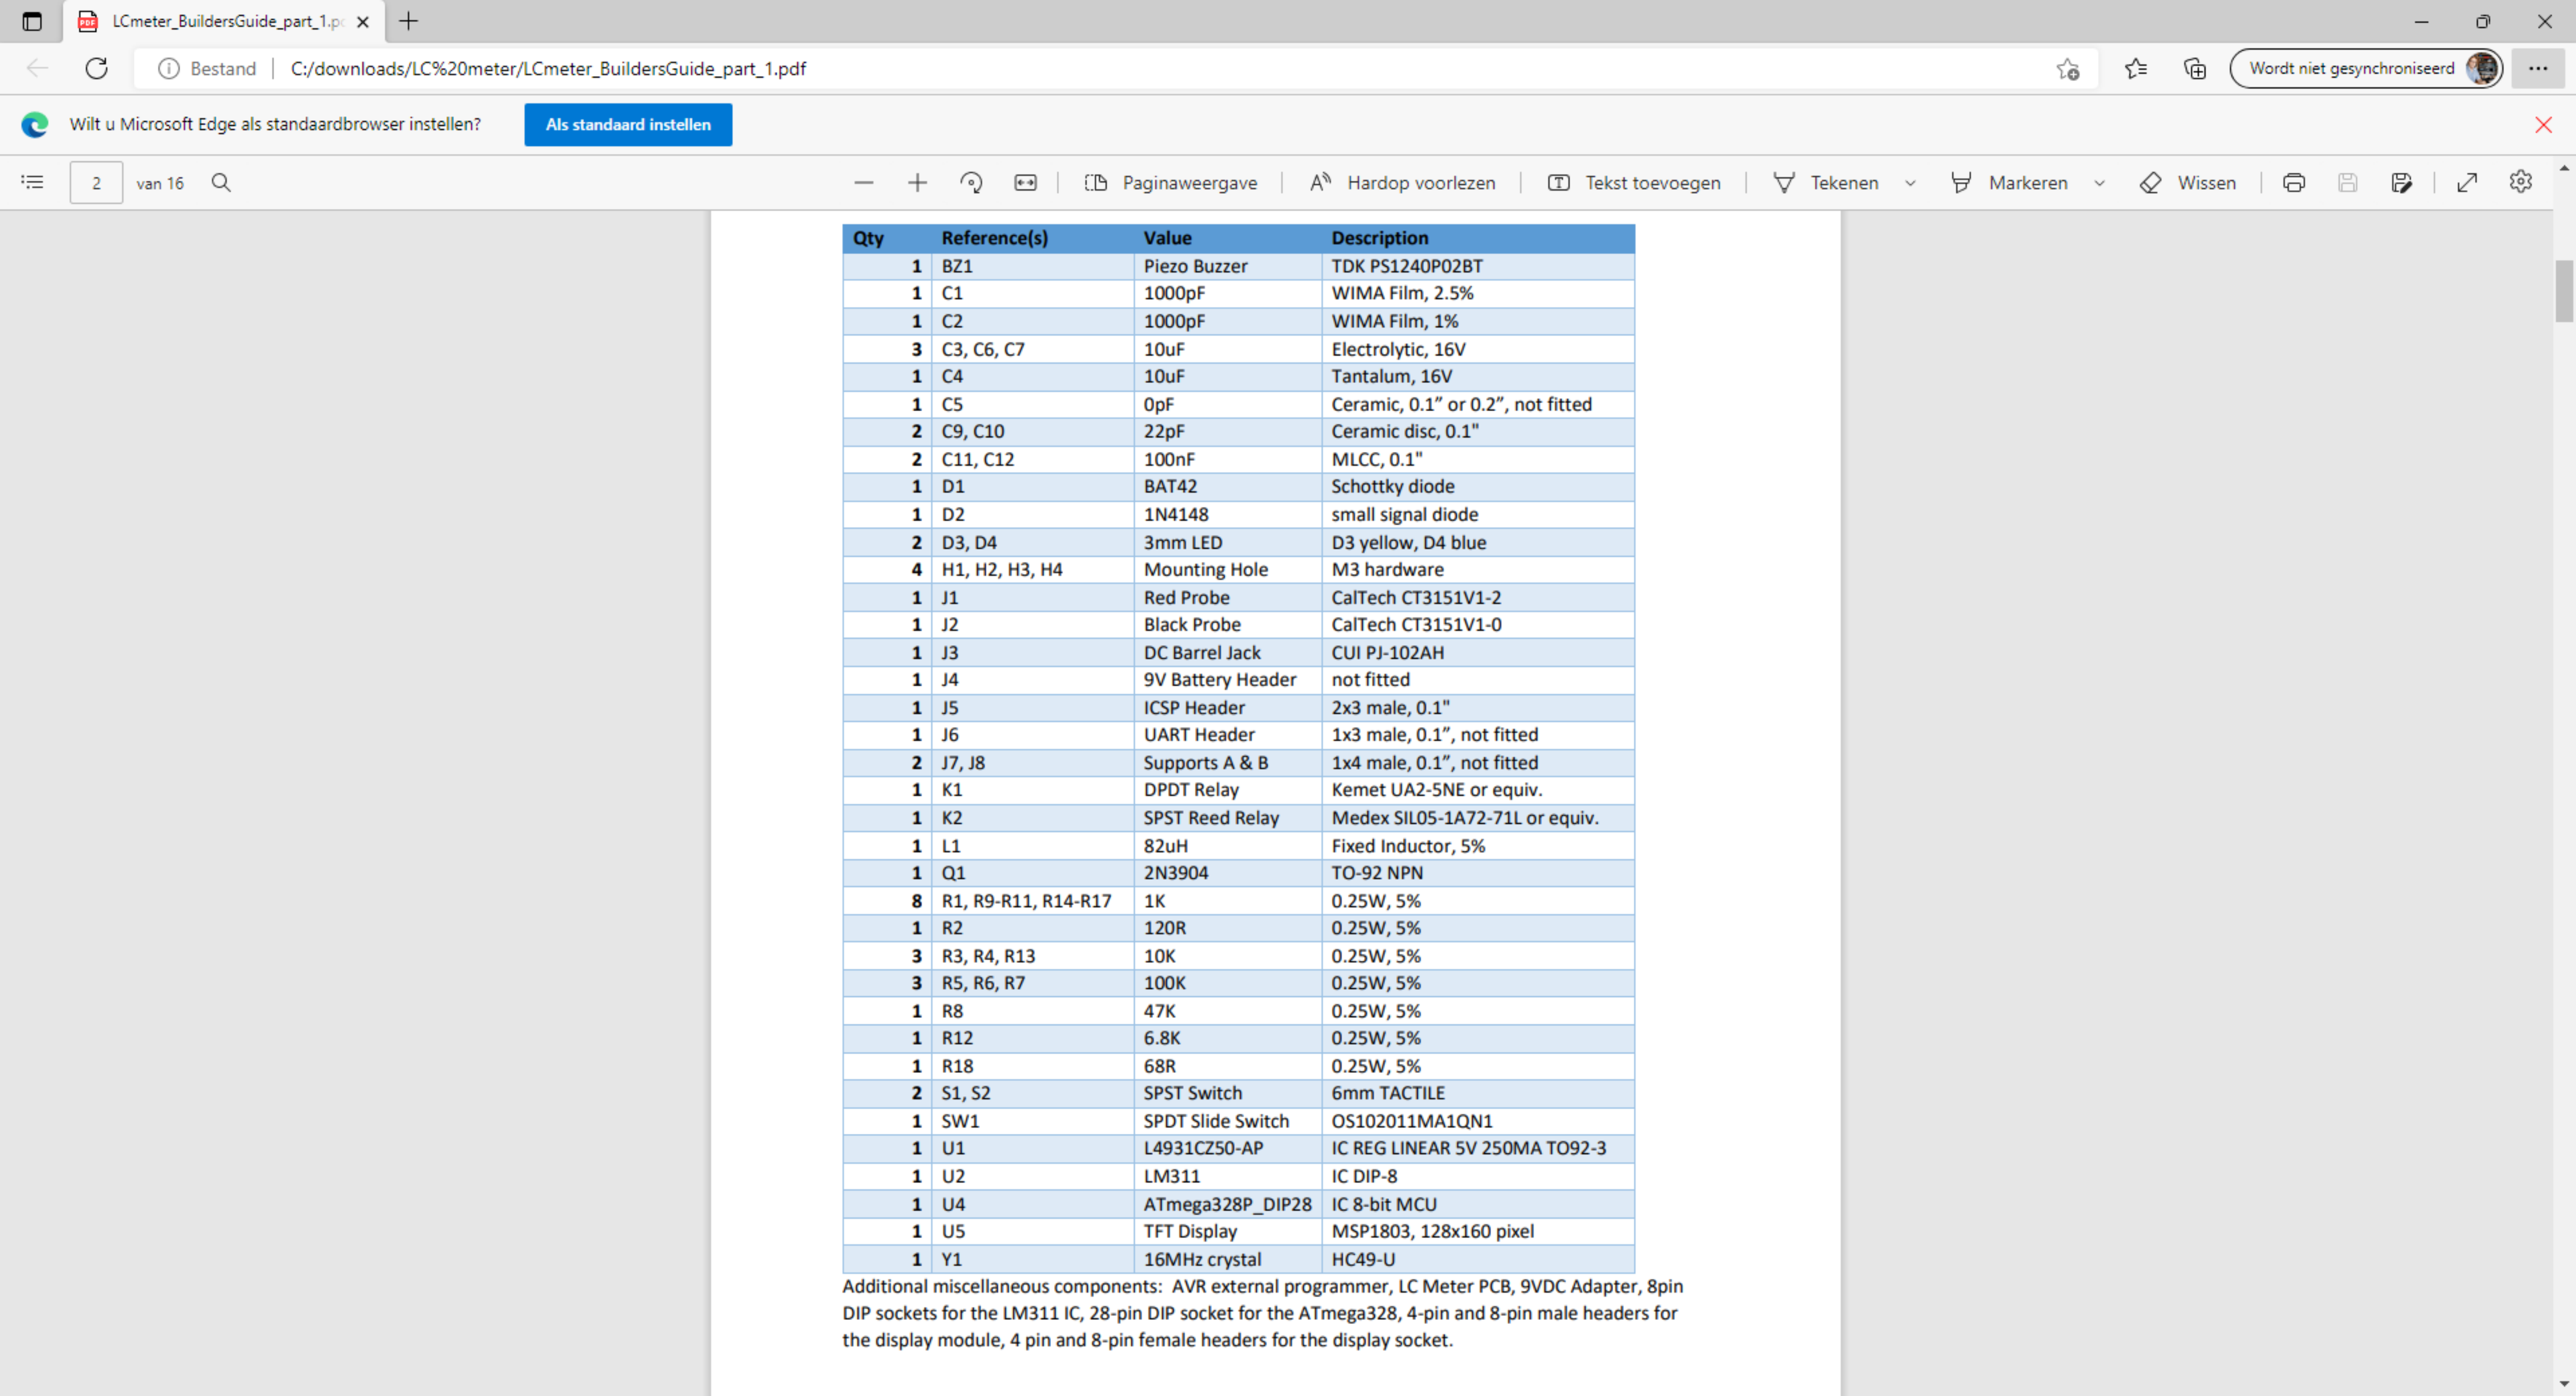 LCmeter_BuildersGuide_part_1.p
Bestand C:/downloads/LC%20meter/LCmeter_BuildersGuide_part_1.pdf Wordt niet gesynchroniseerd
Wilt u Microsoft Edge als standaardbrowser instellen? Als standaard instellen
2 van 16 Paginaweergave Hardop voorlezen Tekst toevoegen Tekenen Markeren Wissen
Qty Reference(s) Value Description
1 BZ1 Piezo Buzzer TDK PS1240P02BT
1 C1 1000pF WIMA Film, 2.5%
1 C2 1000pF WIMA Film, 1%
3 C3, C6, C7 10uF Electrolytic, 16V
1 C4 10uF Tantalum, 16V
1 C5 0pF Ceramic, 0.1” or 0.2”, not fitted
2 C9, C10 22pF Ceramic disc, 0.1"
2 C11, C12 100nF MLCC, 0.1"
1 D1 BAT42 Schottky diode
1 D2 1N4148 small signal diode
2 D3, D4 3mm LED D3 yellow, D4 blue
4 H1, H2, H3, H4 Mounting Hole M3 hardware
1 J1 Red Probe CalTech CT3151V1-2
1 J2 Black Probe CalTech CT3151V1-0
1 J3 DC Barrel Jack CUI PJ-102AH
1 J4 9V Battery Header not fitted
1 J5 ICSP Header 2x3 male, 0.1"
1 J6 UART Header 1x3 male, 0.1”, not fitted
2 J7, J8 Supports A & B 1x4 male, 0.1”, not fitted
1 K1 DPDT Relay Kemet UA2-5NE or equiv.
1 K2 SPST Reed Relay Medex SIL05-1A72-71L or equiv.
1 L1 82uH Fixed Inductor, 5%
1 Q1 2N3904 TO-92 NPN
8 R1, R9-R11, R14-R17 1K 0.25W, 5%
1 R2 120R 0.25W, 5%
3 R3, R4, R13 10K 0.25W, 5%
3 R5, R6, R7 100K 0.25W, 5%
1 R8 47K 0.25W, 5%
1 R12 6.8K 0.25W, 5%
1 R18 68R 0.25W, 5%
2 S1, S2 SPST Switch 6mm TACTILE
1 SW1 SPDT Slide Switch OS102011MA1QN1
1 U1 L4931CZ50-AP IC REG LINEAR 5V 250MA TO92-3
1 U2 LM311 IC DIP-8
1 U4 ATmega328P_DIP28 IC 8-bit MCU
1 U5 TFT Display MSP1803, 128x160 pixel
1 Y1 16MHz crystal HC49-U
Additional miscellaneous components: AVR external programmer, LC Meter PCB, 9VDC Adapter, 8pin
DIP sockets for the LM311 IC, 28-pin DIP socket for the ATmega328, 4-pin and 8-pin male headers for
the display module, 4 pin and 8-pin female headers for the display socket.